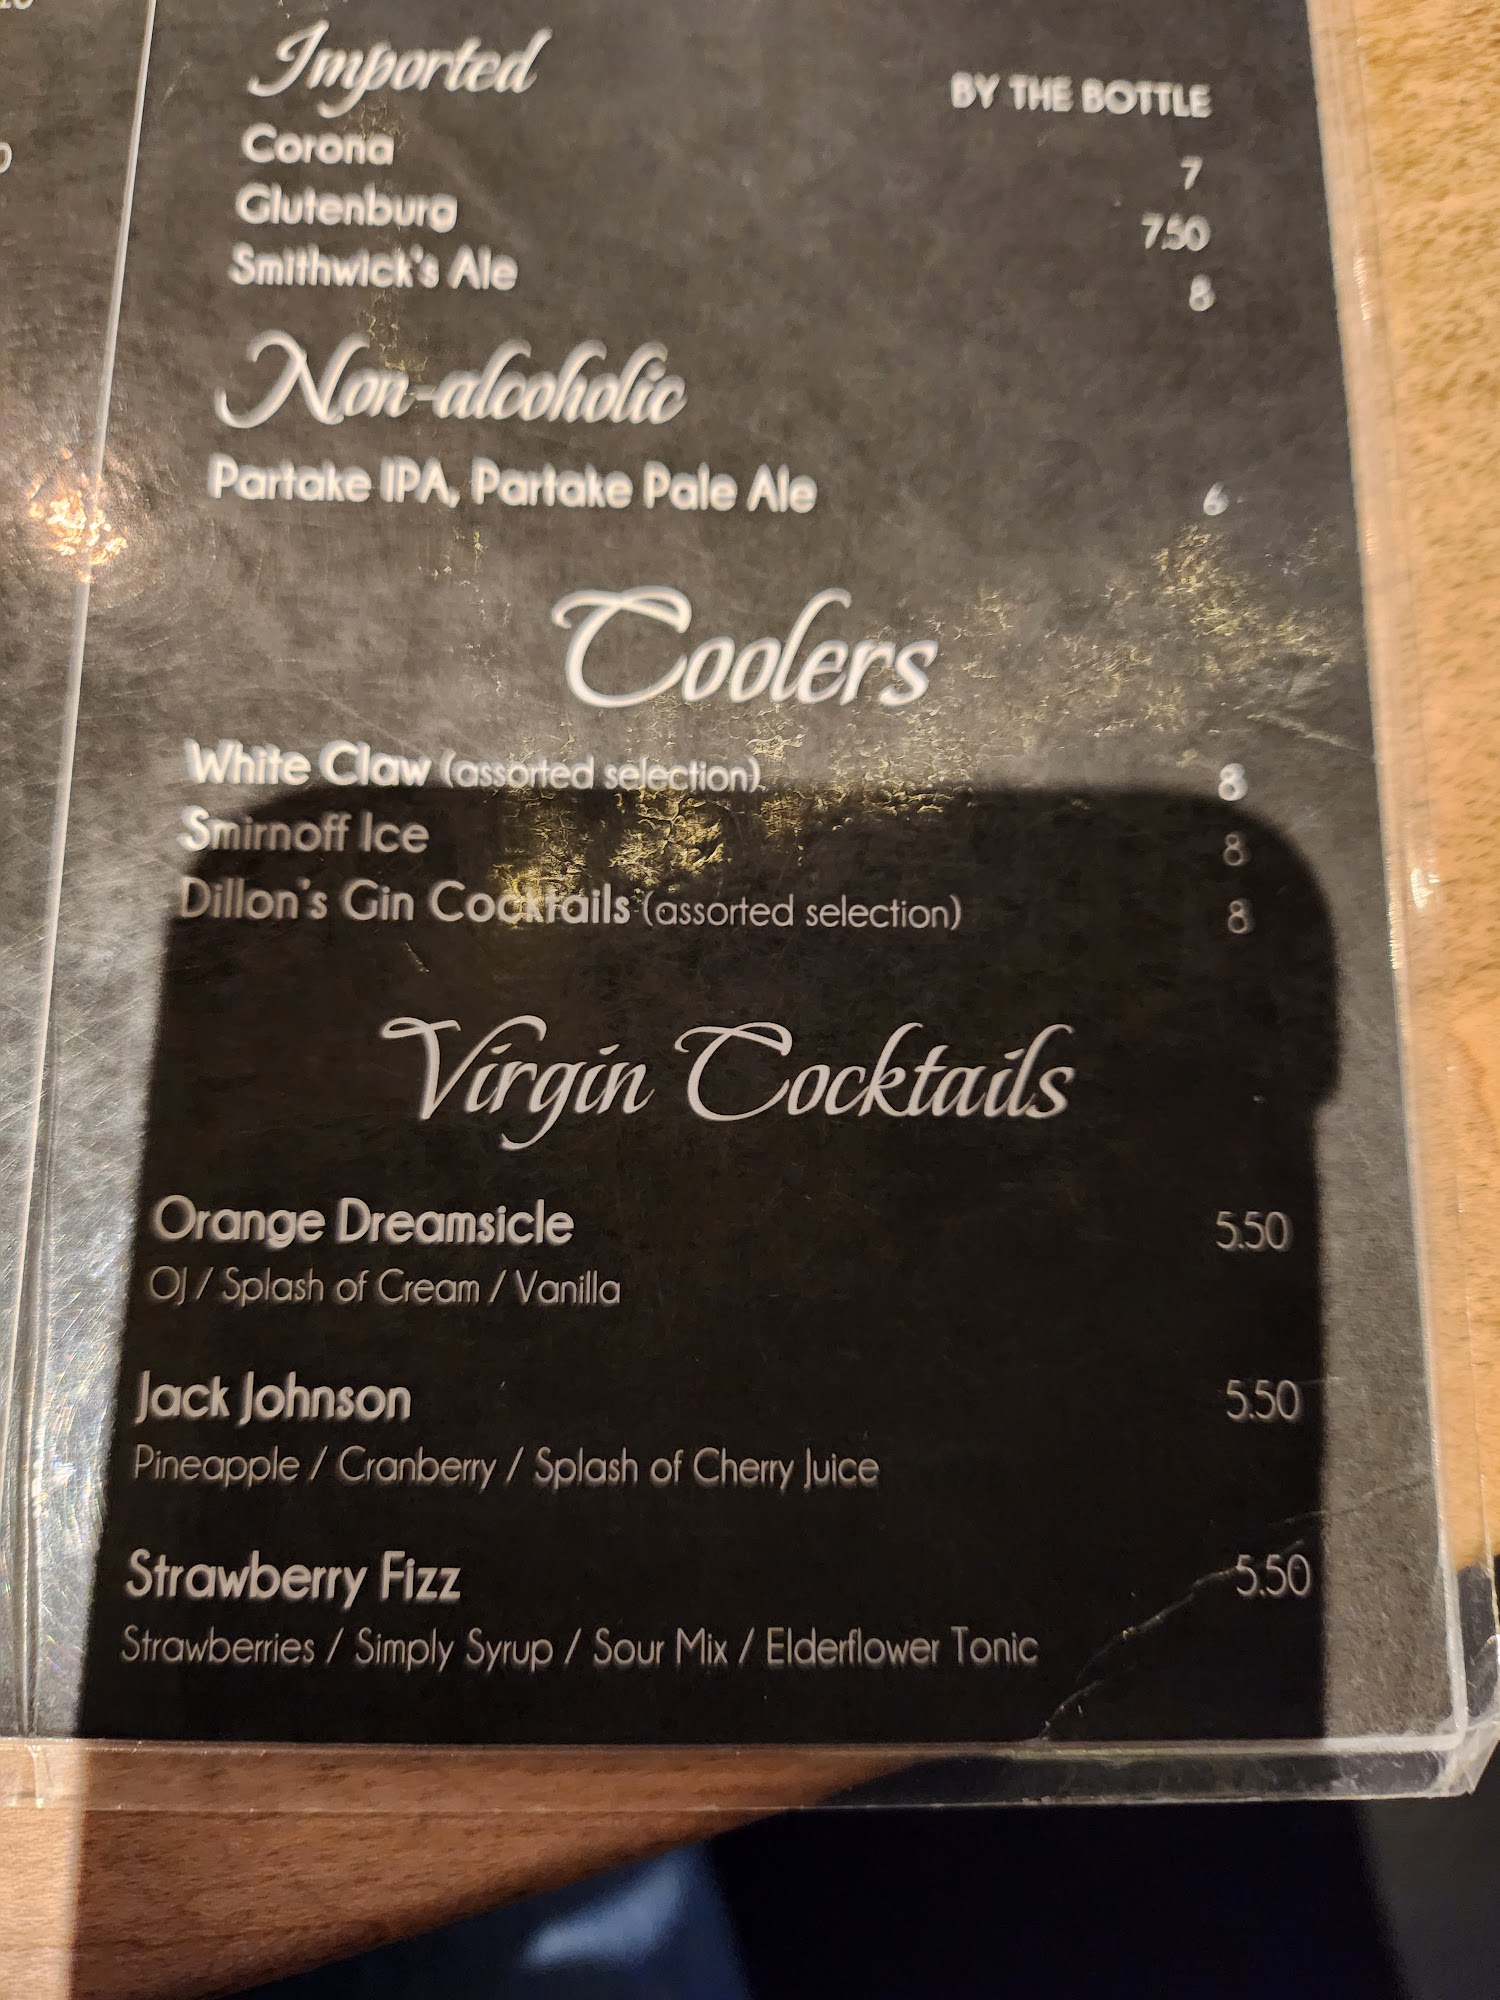 Imported BY THE BOTTLE
Corona 7
Glutenburg 7.50
Smithwick's Ale 8
Non-alcoholic
Partake IPA, Partake Pale Ale 6
Coolers
White Claw (assorted selection) 8
Smirnoff Ice 8
Dillon's Gin Cocktails (assorted selection) 8
Virgin Cocktails
Orange Dreamsicle 5.50
OJ / Splash of Cream / Vanilla
Jack Johnson 5.50
Pineapple / Cranberry / Splash of Cherry Juice
Strawberry Fizz 5.50
Strawberries / Simply Syrup / Sour Mix / Elderflower Tonic